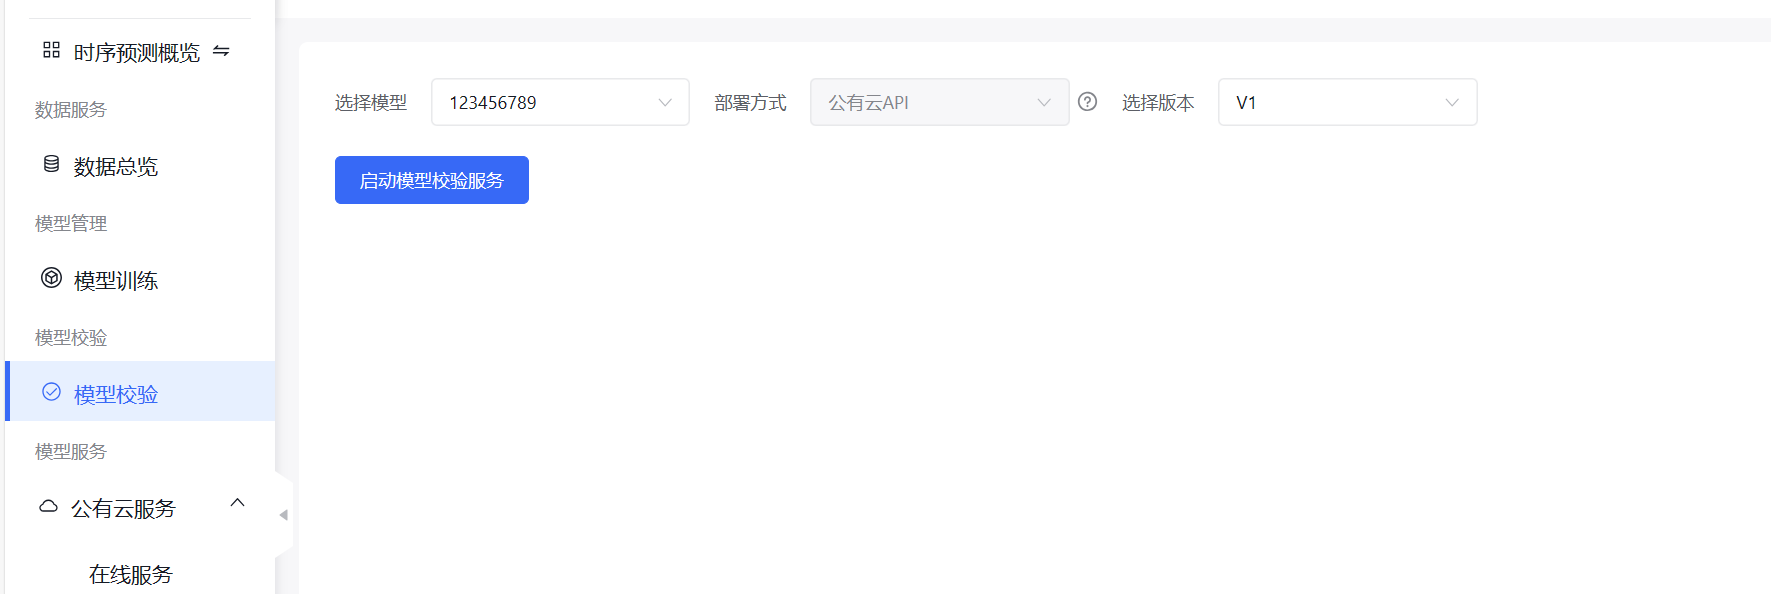 时序预测概览
数据服务
数据总览
模型管理
模型训练
模型校验
模型校验
模型服务
公有云服务
在线服务
选择模型 123456789 部署方式 公有云API 选择版本 V1
启动模型校验服务